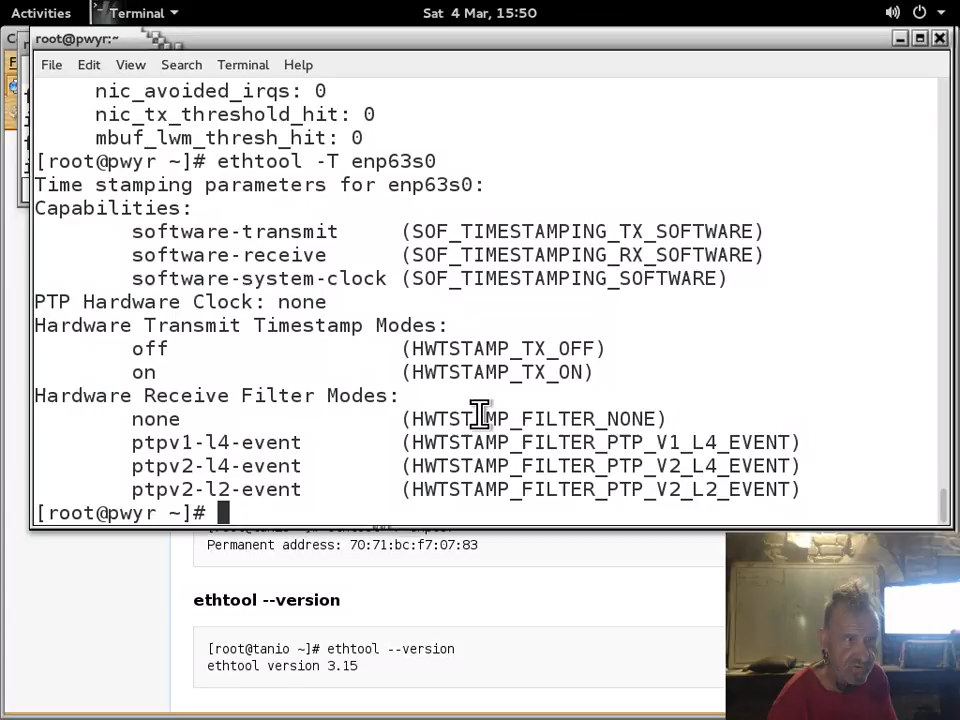 Activities Terminal Sat 4 Mar, 15:50
root@pwyr:~
File Edit View Search Terminal Help
nic_avoided_irqs: 0
nic_tx_threshold_hit: 0
mbuf_lwm_thresh_hit: 0
[root@pwyr ~]# ethtool -T enp63s0
Time stamping parameters for enp63s0:
Capabilities:
software-transmit (SOF_TIMESTAMPING_TX_SOFTWARE)
software-receive (SOF_TIMESTAMPING_RX_SOFTWARE)
software-system-clock (SOF_TIMESTAMPING_SOFTWARE)
PTP Hardware Clock: none
Hardware Transmit Timestamp Modes:
off (HWTSTAMP_TX_OFF)
on (HWTSTAMP_TX_ON)
Hardware Receive Filter Modes:
none (HWTSTAMP_FILTER_NONE)
ptpv1-l4-event (HWTSTAMP_FILTER_PTP_V1_L4_EVENT)
ptpv2-l4-event (HWTSTAMP_FILTER_PTP_V2_L4_EVENT)
ptpv2-l2-event (HWTSTAMP_FILTER_PTP_V2_L2_EVENT)
[root@pwyr ~]#
Permanent address: 70:71:bc:f7:07:83
ethtool --version
[root@tanio ~]# ethtool --version
ethtool version 3.15